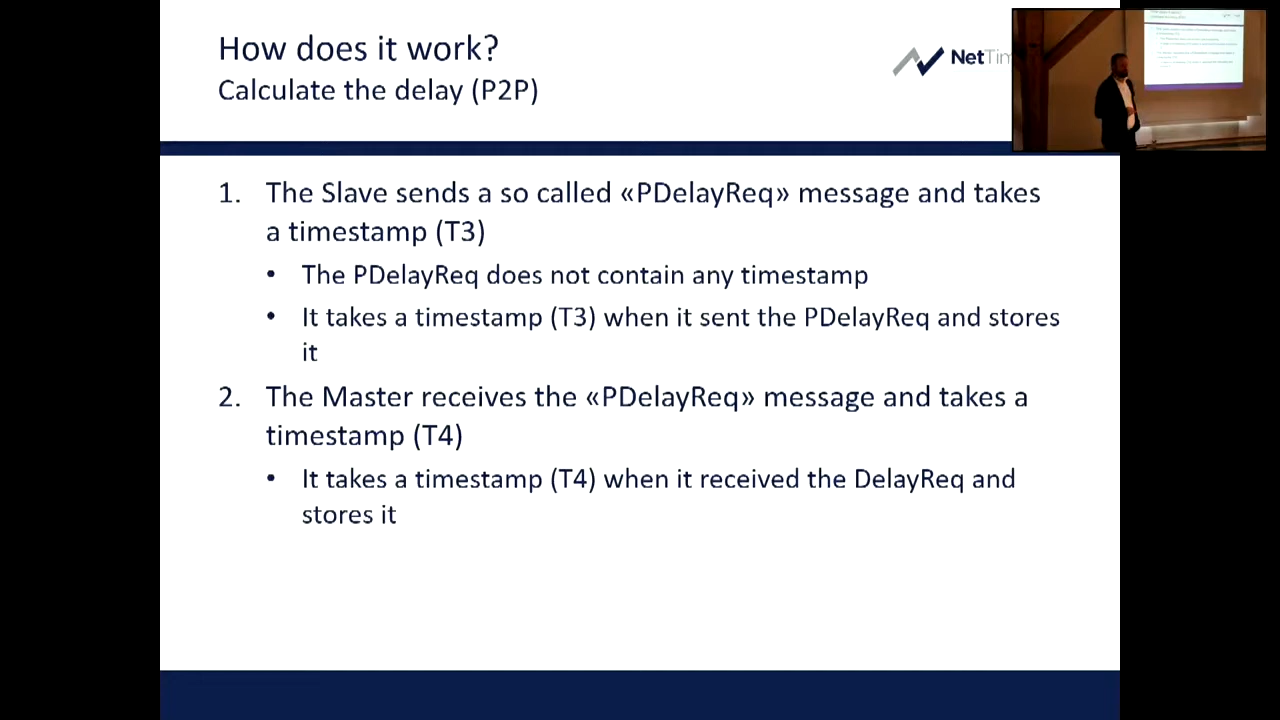 How does it work?
Calculate the delay (P2P)
NetTim
1. The Slave sends a so called «PDelayReq» message and takes
a timestamp (T3)
• The PDelayReq does not contain any timestamp
• It takes a timestamp (T3) when it sent the PDelayReq and stores
it
2. The Master receives the «PDelayReq» message and takes a
timestamp (T4)
• It takes a timestamp (T4) when it received the DelayReq and
stores it